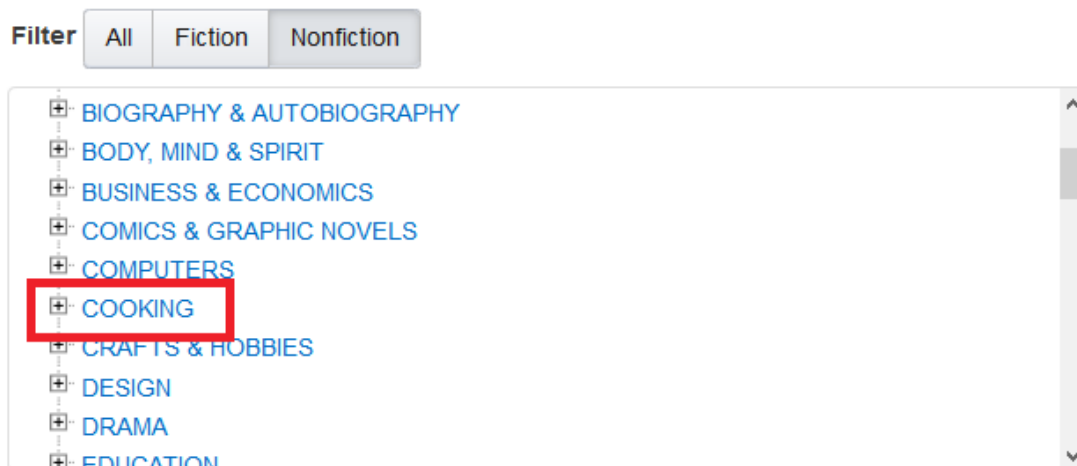 Filter All Fiction Nonfiction
BIOGRAPHY & AUTOBIOGRAPHY
BODY, MIND & SPIRIT
BUSINESS & ECONOMICS
COMICS & GRAPHIC NOVELS
COMPUTERS
COOKING
CRAFTS & HOBBIES
DESIGN
DRAMA
EDUCATION